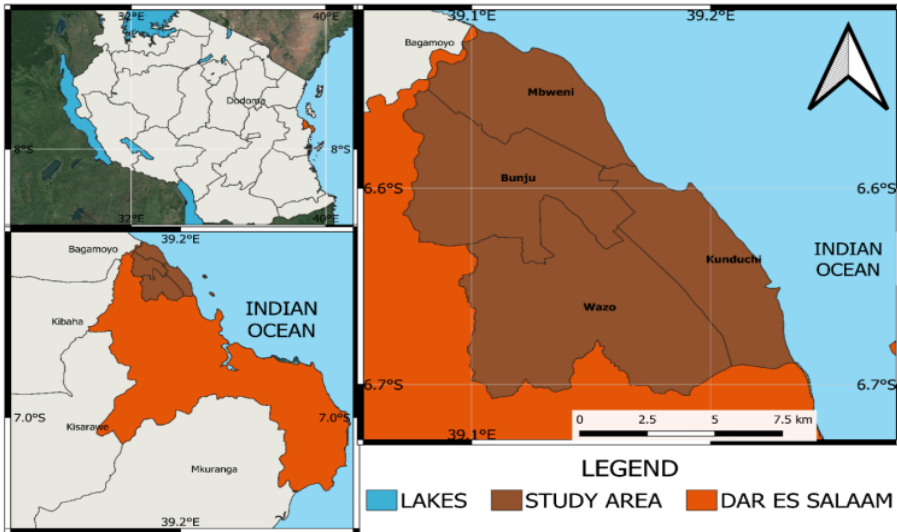 32°E
40°E
Dodoma
8°S
8°S
32°E
40°E
39.2°E
Bagamoyo
INDIAN
OCEAN
Kibaha
7.0°S
7.0°S
Kisarawe
Mkuranga
39.2°E
39.1°E
39.2°E
Bagamoyo
Mbweni
6.6°S
Bunju
6.6°S
Kunduchi
INDIAN
OCEAN
Wazo
6.7°S
6.7°S
0 2.5 5 7.5 km
39.1°E
LEGEND
LAKES STUDY AREA DAR ES SALAAM